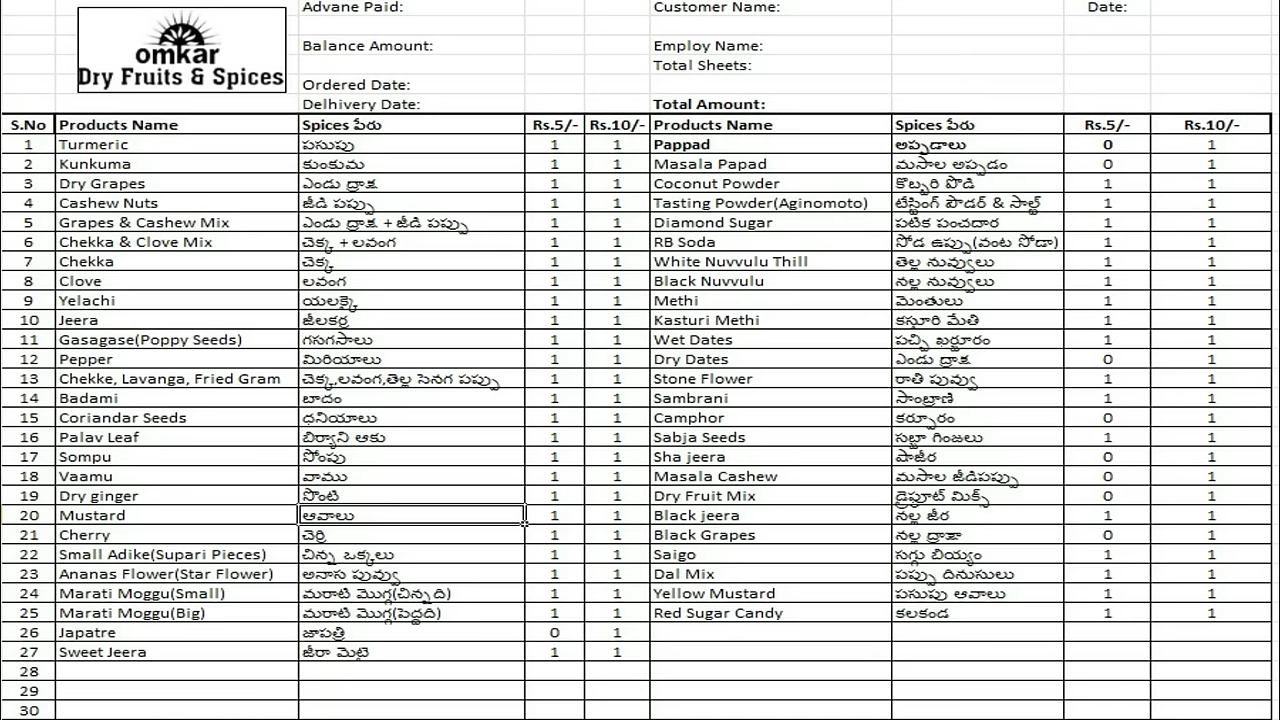 omkar
Dry Fruits & Spices
Advane Paid: Customer Name: Date:
Balance Amount: Employ Name:
Total Sheets:
Ordered Date:
Delhivery Date: Total Amount:
S.No Products Name Spices పేరు Rs.5/- Rs.10/- Products Name Spices పేరు Rs.5/- Rs.10/-
1 Turmeric పసుపు 1 1 Pappad అప్పడాలు 0 1
2 Kunkuma కుంకుమ 1 1 Masala Papad మసాల అప్పడం 0 1
3 Dry Grapes ఎండు ద్రాక్ష 1 1 Coconut Powder కొబ్బరి పొడి 1 1
4 Cashew Nuts జీడి పప్పు 1 1 Tasting Powder(Aginomoto) టేస్టింగ్ పౌడర్ & సాల్ట్ 1 1
5 Grapes & Cashew Mix ఎండు ద్రాక్ష + జీడి పప్పు 1 1 Diamond Sugar పటిక పంచదార 1 1
6 Chekka & Clove Mix చెక్క + లవంగ 1 1 RB Soda సోడ ఉప్పు(వంట సోడా) 1 1
7 Chekka చెక్క 1 1 White Nuvvulu Thill తెల్ల నువ్వులు 1 1
8 Clove లవంగ 1 1 Black Nuvvulu నల్ల నువ్వులు 1 1
9 Yelachi యలక్కై 1 1 Methi మెంతులు 1 1
10 Jeera జీలకర్ర 1 1 Kasturi Methi కస్తూరి మేతి 1 1
11 Gasagase(Poppy Seeds) గసగసాలు 1 1 Wet Dates పచ్చి ఖర్జూరం 1 1
12 Pepper మిరియాలు 1 1 Dry Dates ఎండు ద్రాక్ష 0 1
13 Chekke, Lavanga, Fried Gram చెక్క,లవంగ,తెల్ల సెనగ పప్పు 1 1 Stone Flower రాతి పువ్వు 1 1
14 Badami బాదం 1 1 Sambrani సాంబ్రాణి 1 1
15 Coriandar Seeds ధనియాలు 1 1 Camphor కర్పూరం 0 1
16 Palav Leaf బిర్యాని ఆకు 1 1 Sabja Seeds సబ్జా గింజలు 1 1
17 Sompu సోంపు 1 1 Sha jeera షాజీర 0 1
18 Vaamu వాము 1 1 Masala Cashew మసాల జీడిపప్పు 0 1
19 Dry ginger సొంటి 1 1 Dry Fruit Mix డ్రైఫ్రూట్ మిక్స్ 0 1
20 Mustard ఆవాలు 1 1 Black jeera నల్ల జీర 1 1
21 Cherry చెర్రి 1 1 Black Grapes నల్ల ద్రాక్షా 0 1
22 Small Adike(Supari Pieces) చిన్న ఒక్కలు 1 1 Saigo సగ్గు బియ్యం 1 1
23 Ananas Flower(Star Flower) అనాస పువ్వు 1 1 Dal Mix పప్పు దినుసులు 1 1
24 Marati Moggu(Small) మరాటి మొగ్గ(చిన్నది) 1 1 Yellow Mustard పసుపు ఆవాలు 1 1
25 Marati Moggu(Big) మరాటి మొగ్గ(పెద్దది) 1 1 Red Sugar Candy కలకండ 1 1
26 Japatre జాపత్రి 0 1
27 Sweet Jeera జీరా మిట్టై 1 1
28
29
30